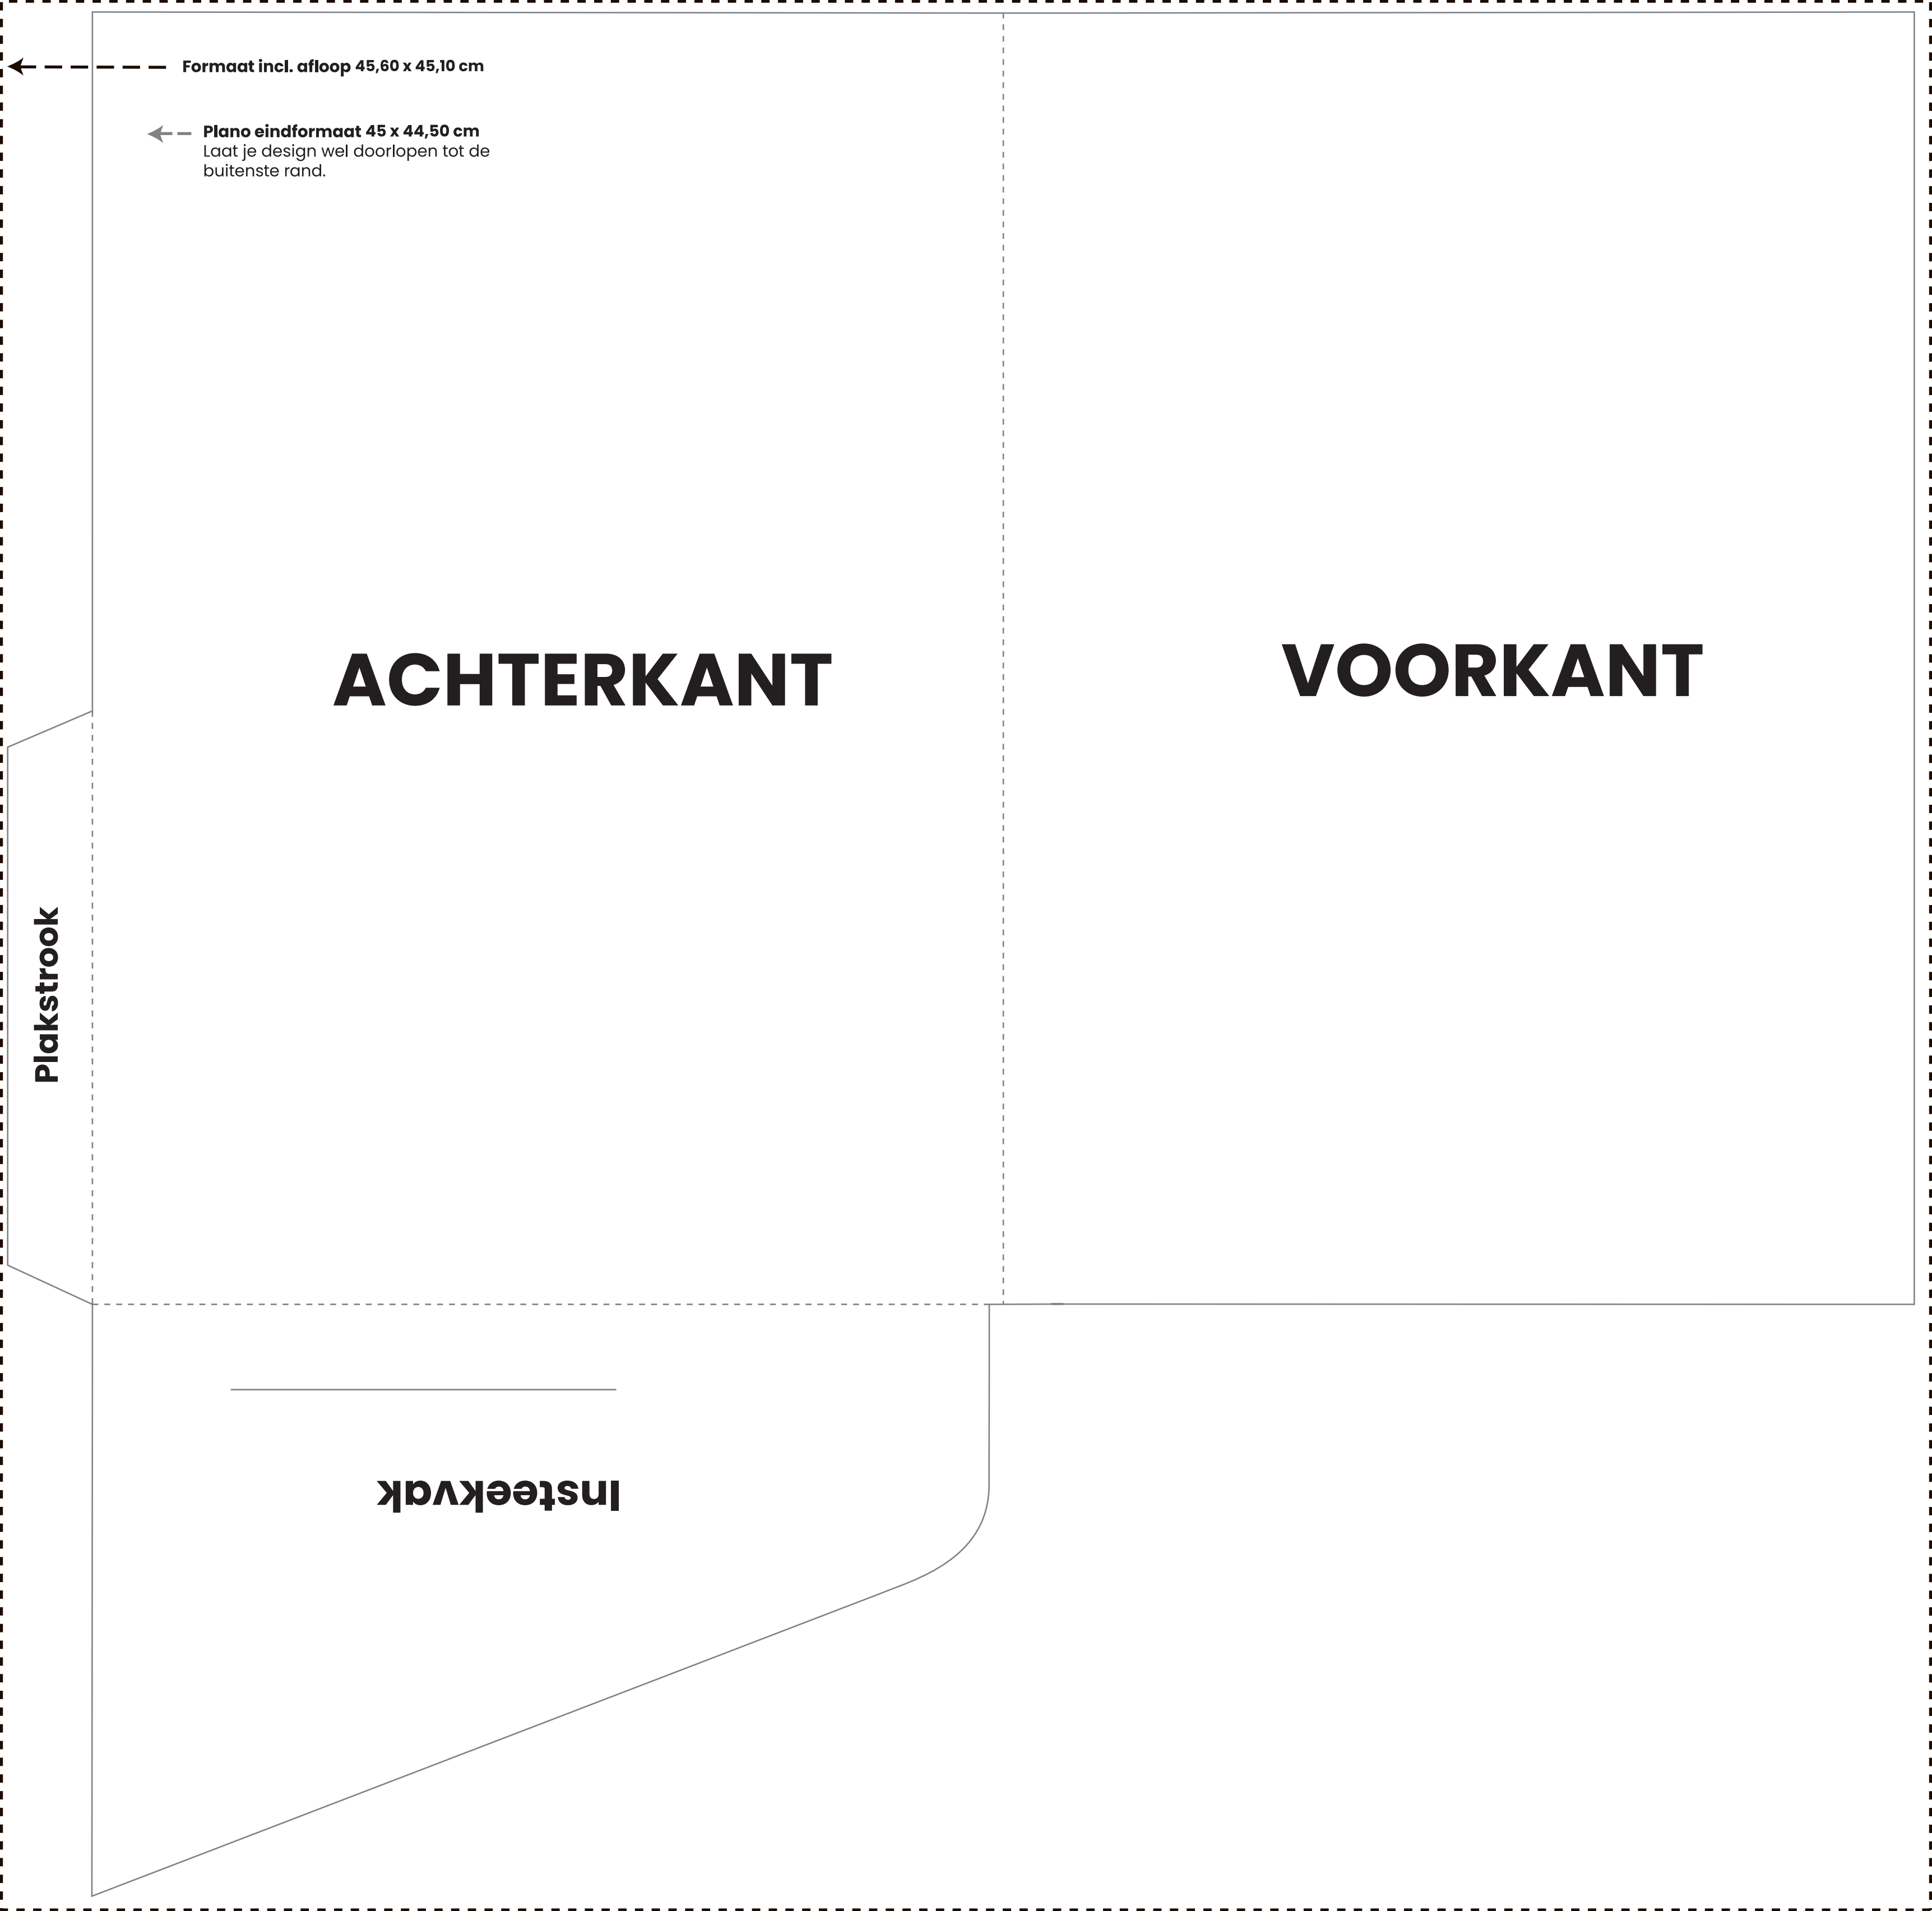 Formaat incl. afloop 45,60 x 45,10 cm
Plano eindformaat 45 x 44,50 cm
Laat je design wel doorlopen tot de
buitenste rand.
ACHTERKANT
VOORKANT
Plakstrook
Insteekvak